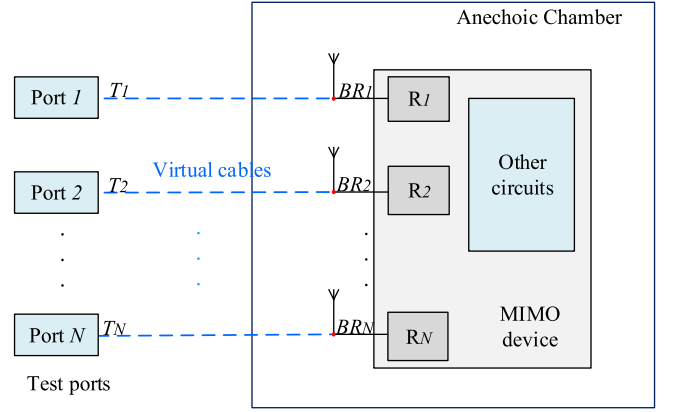 Anechoic Chamber
Port 1
T1
BR1
R1
Other
circuits
Virtual cables
Port 2
T2
BR2
R2
Port N
TN
BRN
RN
MIMO
device
Test ports